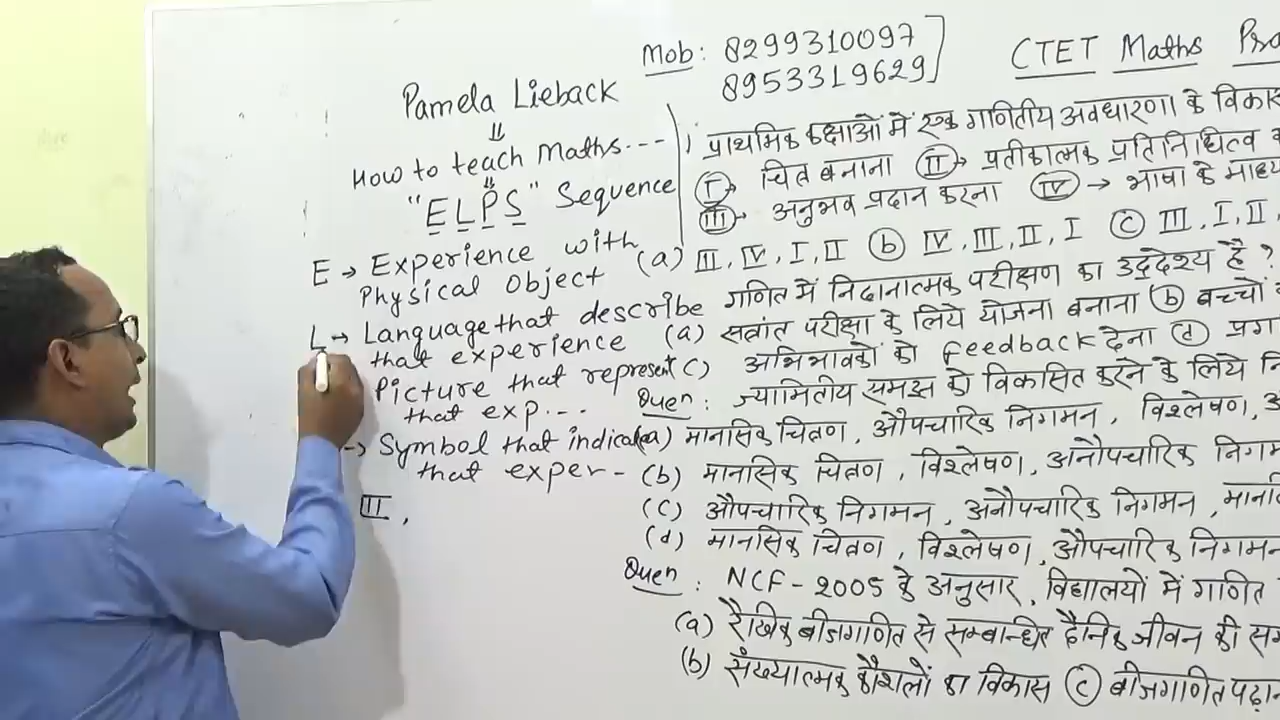 Mob: 8299310097
8953319629
CTET Maths
Pamela Lieback
How to teach Maths...
"ELPS" Sequence
E → Experience with
Physical Object
L → Language that describe
that experience
Picture that represent
that exp...
→ Symbol that indicate
that exper -
III,
प्राथमिक कक्षाओं में एक गणितीय अवधारणा के विकास
I → चित्र बनाना II → प्रतीकात्मक प्रतिनिधित्व
III → अनुभव प्रदान करना IV → भाषा के
(a) III, IV, I, II (b) IV, III, II, I (c) III, I, II,
गणित में निदानात्मक परीक्षण का उद्देश्य है ?
(a) सत्रांत परीक्षा के लिये योजना बनाना (b) बच्चों
(c) अभिभावकों को feedback देना (d)
Quen: ज्यामितीय समझ को विकसित करने के लिये
(a) मानसिक चित्रण, औपचारिक निगमन, विश्लेषण,
(b) मानसिक चित्रण, विश्लेषण, अनौपचारिक
(c) औपचारिक निगमन, अनौपचारिक निगमन,
(d) मानसिक चित्रण, विश्लेषण, औपचारिक निगमन
Quen: NCF-2005 के अनुसार, विद्यालयों में गणित
(a) रैखिक बीजगणित से सम्बान्धित दैनिक जीवन की
(b) संख्यात्मक कौशलों का विकास (c) बीजगणित